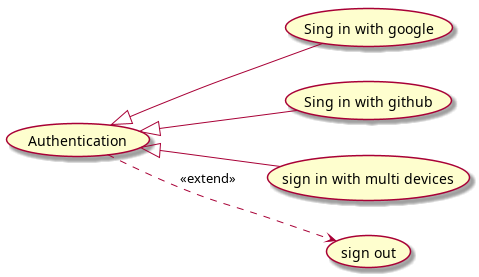 Sing in with google
Sing in with github
Authentication
sign in with multi devices
«extend»
sign out